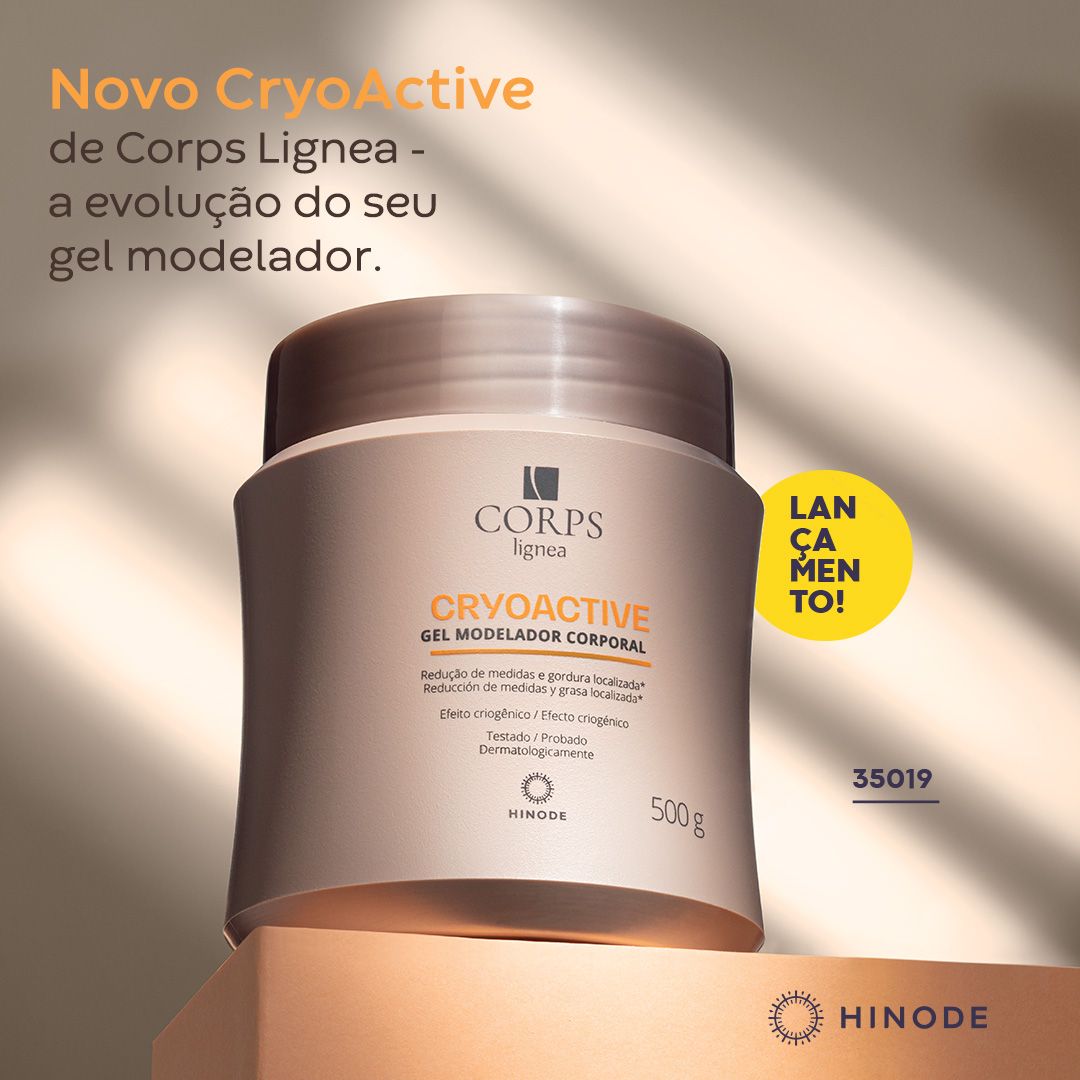 Novo CryoActive
de Corps Lignea -
a evolução do seu
gel modelador.
CORPS
lignea
CRYOACTIVE
GEL MODELADOR CORPORAL
Redução de medidas e gordura localizada*
Reducción de medidas y grasa localizada*
Efeito criogênico / Efecto criogénico
Testado / Probado
Dermatologicamente
HINODE
500 g
LAN
ÇA
MEN
TO!
35019
HINODE